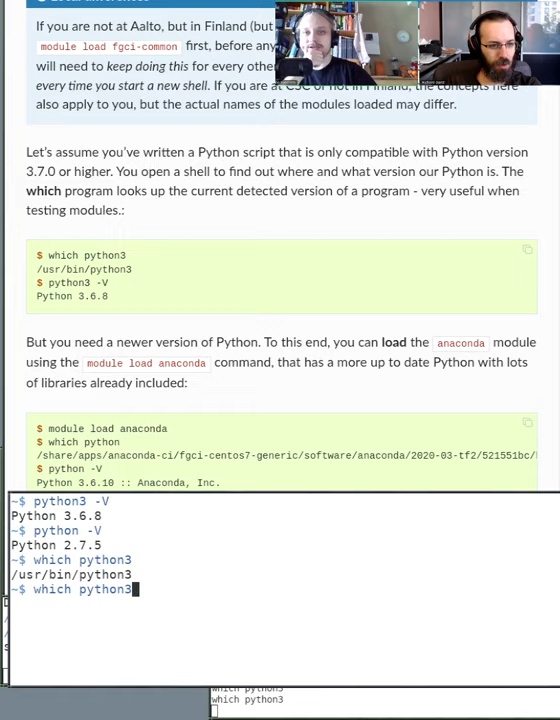 If you are not at Aalto, but in Finland (but
module load fgci-common first, before any
will need to keep doing this for every othe
every time you start a new shell. If you are at CSC or not in Finland, the concepts here
also apply to you, but the actual names of the modules loaded may differ.
Let's assume you've written a Python script that is only compatible with Python version
3.7.0 or higher. You open a shell to find out where and what version our Python is. The
which program looks up the current detected version of a program - very useful when
testing modules.:
$ which python3
/usr/bin/python3
$ python3 -V
Python 3.6.8
But you need a newer version of Python. To this end, you can load the anaconda module
using the module load anaconda command, that has a more up to date Python with lots
of libraries already included:
$ module load anaconda
$ which python
/share/apps/anaconda-ci/fgci-centos7-generic/software/anaconda/2020-03-tf2/521551bc/
$ python -V
Python 3.6.10 :: Anaconda, Inc.
~$ python3 -V
Python 3.6.8
~$ python -V
Python 2.7.5
~$ which python3
/usr/bin/python3
~$ which python3
which python3
which python3